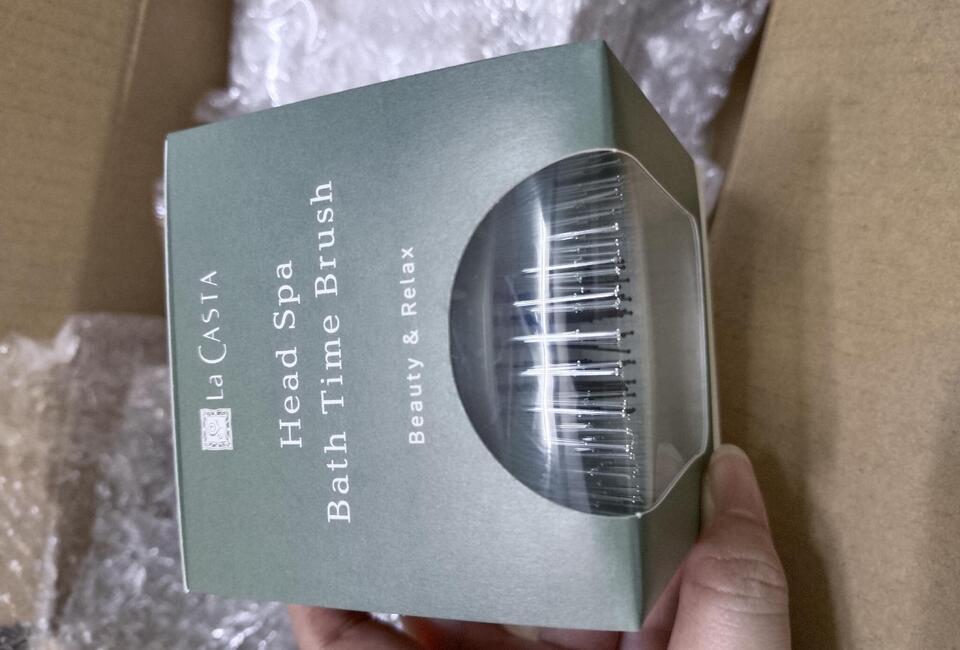 La CASTA
Head Spa
Bath Time Brush
Beauty & Relax